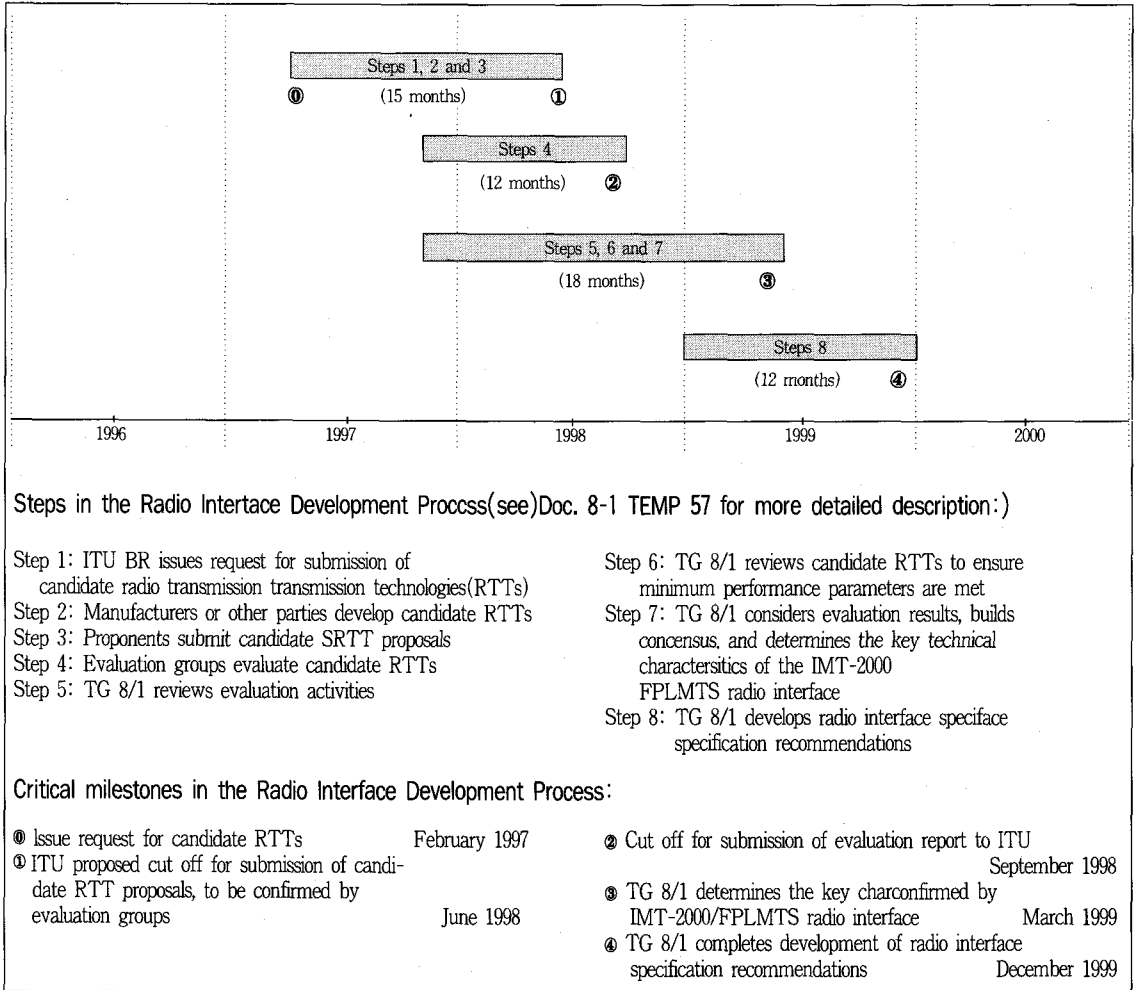 Steps 1, 2 and 3
⓪ (15 months) ①
Steps 4
(12 months) ②
Steps 5, 6 and 7
(18 months) ③
Steps 8
(12 months) ④
1996 1997 1998 1999 2000
Steps in the Radio Intertace Development Proccss(see)Doc. 8-1 TEMP 57 for more detailed description:)
Step 1: ITU BR issues request for submission of
candidate radio transmission transmission technologies(RTTs)
Step 2: Manufacturers or other parties develop candidate RTTs
Step 3: Proponents submit candidate SRTT proposals
Step 4: Evaluation groups evaluate candidate RTTs
Step 5: TG 8/1 reviews evaluation activities
Step 6: TG 8/1 reviews candidate RTTs to ensure
minimum performance parameters are met
Step 7: TG 8/1 considers evaluation results, builds
concensus, and determines the key technical
charactersitics of the IMT-2000
FPLMTS radio interface
Step 8: TG 8/1 develops radio interface speciface
specification recommendations
Critical milestones in the Radio Interface Development Process:
⓪ Issue request for candidate RTTs February 1997
① ITU proposed cut off for submission of candi-
date RTT proposals, to be confirmed by
evaluation groups June 1998
② Cut off for submission of evaluation report to ITU
September 1998
③ TG 8/1 determines the key charconfirmed by
IMT-2000/FPLMTS radio interface March 1999
④ TG 8/1 completes development of radio interface
specification recommendations December 1999